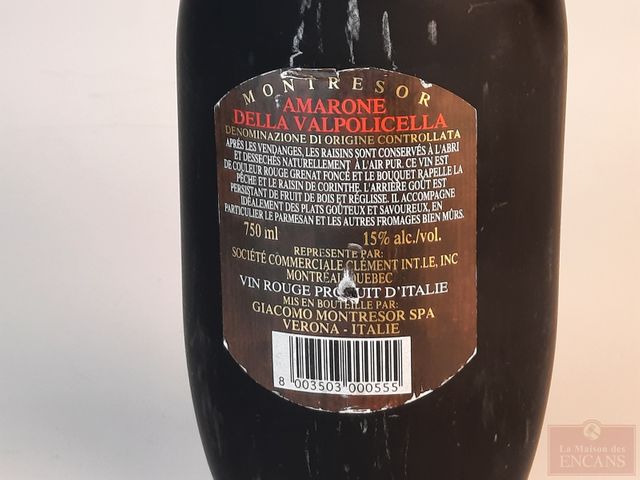 MONTRESOR
AMARONE
DELLA VALPOLICELLA
DENOMINAZIONE DI ORIGINE CONTROLLATA
APRÉS LES VENDANGES, LES RAISINS SONT CONSERVÉS À L'ABRI
ET DESSECHÉS NATURELLEMENT À L'AIR PUR. CE VIN EST
DE COULEUR ROUGE GRENAT FONCÉ ET LE BOUQUET RAPELLE LA
PÊCHE ET LE RAISIN DE CORINTHE. L'ARRIÈRE GOÛT EST
PERSISTANT DE FRUIT DE BOIS ET RÉGLISSE. IL ACCOMPAGNE
IDÉALEMENT DES PLATS GOÛTEUX ET SAVOUREUX, EN
PARTICULIER LE PARMESAN ET LES AUTRES FROMAGES BIEN MÛRS.
750 ml 15% alc./vol.
REPRESENTE PAR:
SOCIÉTÉ COMMERCIALE CLÉMENT INT.LE, INC
MONTRÉAL QUEBEC
VIN ROUGE PRODUIT D'ITALIE
MIS EN BOUTEILLE PAR:
GIACOMO MONTRESOR SPA
VERONA - ITALIE
8 003503 000555
La Maison des
ENCANS